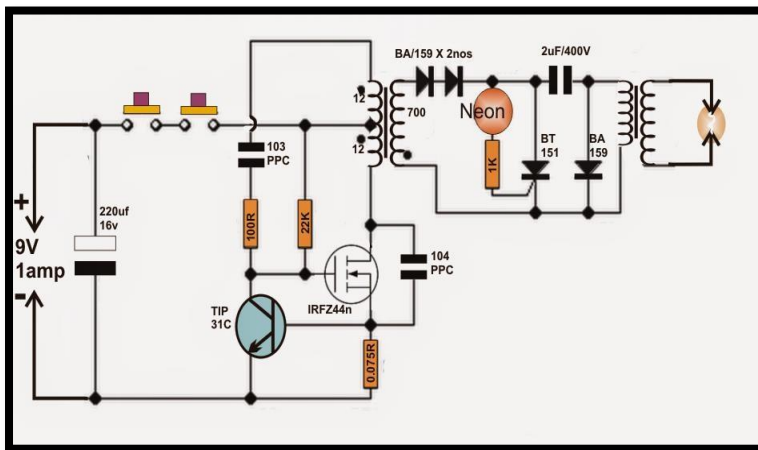 BA/159 X 2nos
2uF/400V
12
700
Neon
12
103
PPC
BT
151
BA
159
1K
+
220uf
16v
100R
22K
9V
1amp
-
104
PPC
TIP
31C
IRFZ44n
0.075R